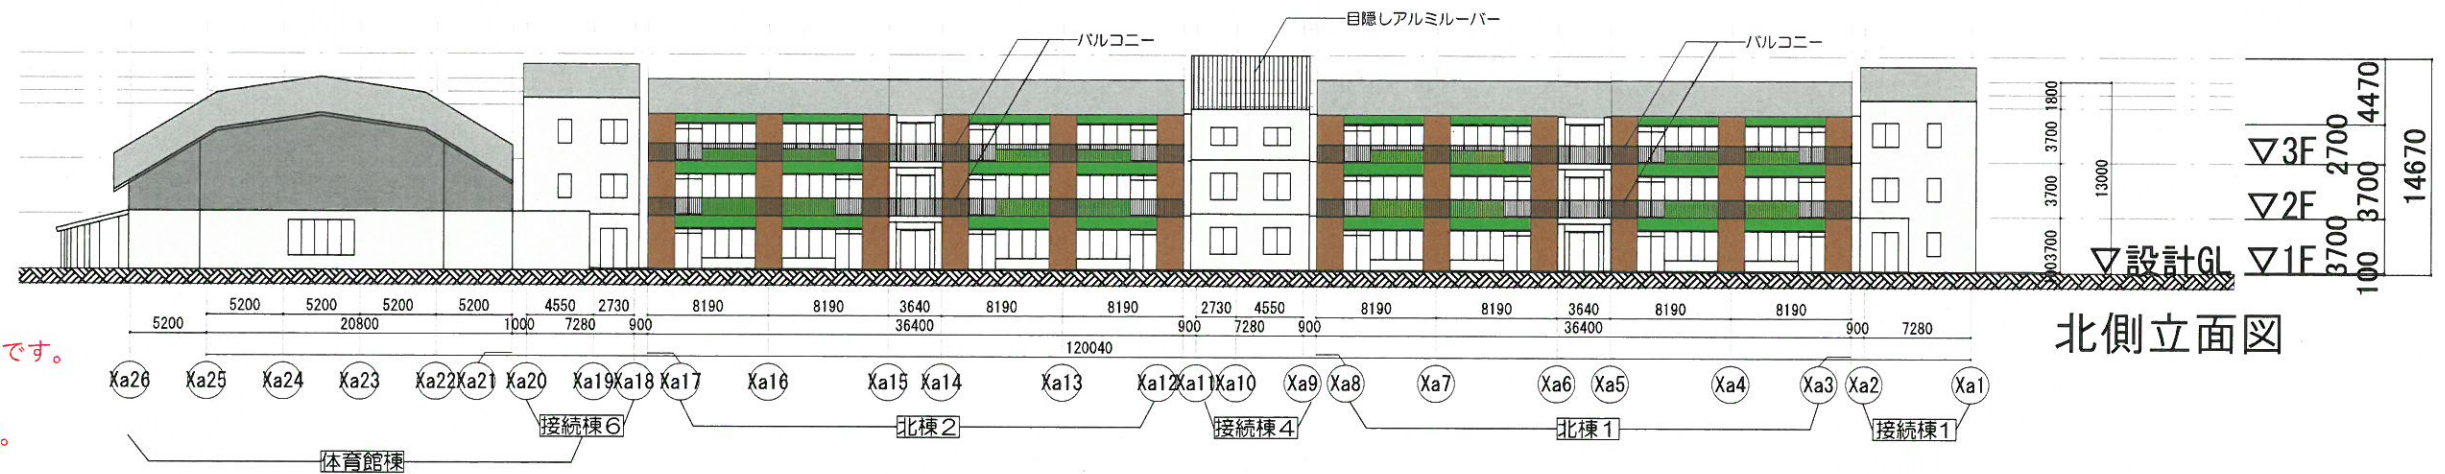 目隠しアルミルーバー
バルコニー
バルコニー
1800
3700
3700
3700
100
13000
4470
2700
3700
3700
100
14670
▽3F
▽2F
▽1F
▽設計GL
5200 5200 5200 5200 4550 2730 8190 8190 3640 8190 8190 2730 4550 8190 8190 3640 8190 8190
5200 20800 1000 7280 900 36400 900 7280 900 36400 900 7280
120040
北側立面図
です。
Xa26 Xa25 Xa24 Xa23 Xa22 Xa21 Xa20 Xa19 Xa18 Xa17 Xa16 Xa15 Xa14 Xa13 Xa12 Xa11 Xa10 Xa9 Xa8 Xa7 Xa6 Xa5 Xa4 Xa3 Xa2 Xa1
接続棟6 北棟2 接続棟4 北棟1 接続棟1
。
体育館棟